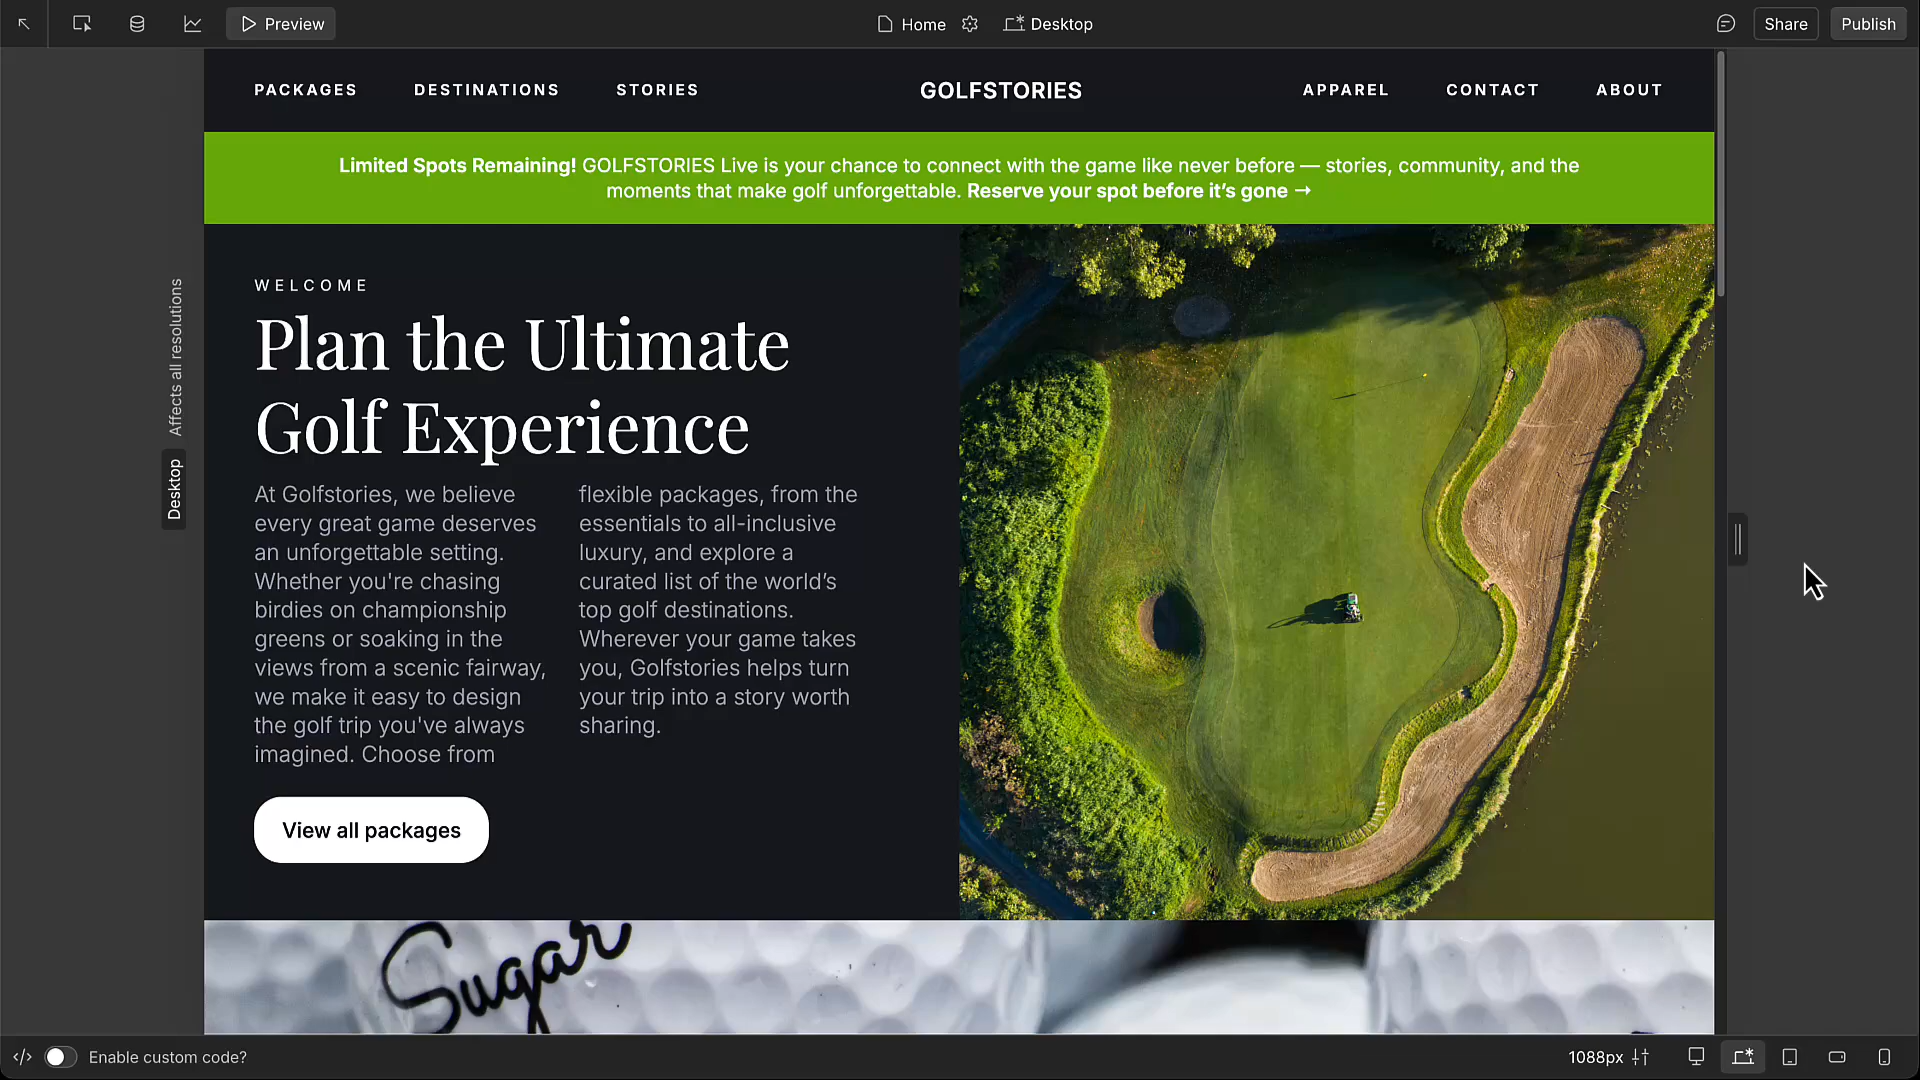 Preview
Home
Desktop
Share
Publish
PACKAGES
DESTINATIONS
STORIES
GOLFSTORIES
APPAREL
CONTACT
ABOUT
Limited Spots Remaining! GOLFSTORIES Live is your chance to connect with the game like never before — stories, community, and the
moments that make golf unforgettable. Reserve your spot before it’s gone →
Affects all resolutions
Desktop
WELCOME
Plan the Ultimate
Golf Experience
At Golfstories, we believe
every great game deserves
an unforgettable setting.
Whether you're chasing
birdies on championship
greens or soaking in the
views from a scenic fairway,
we make it easy to design
the golf trip you've always
imagined. Choose from
flexible packages, from the
essentials to all-inclusive
luxury, and explore a
curated list of the world’s
top golf destinations.
Wherever your game takes
you, Golfstories helps turn
your trip into a story worth
sharing.
View all packages
Sugar
Enable custom code?
1088px